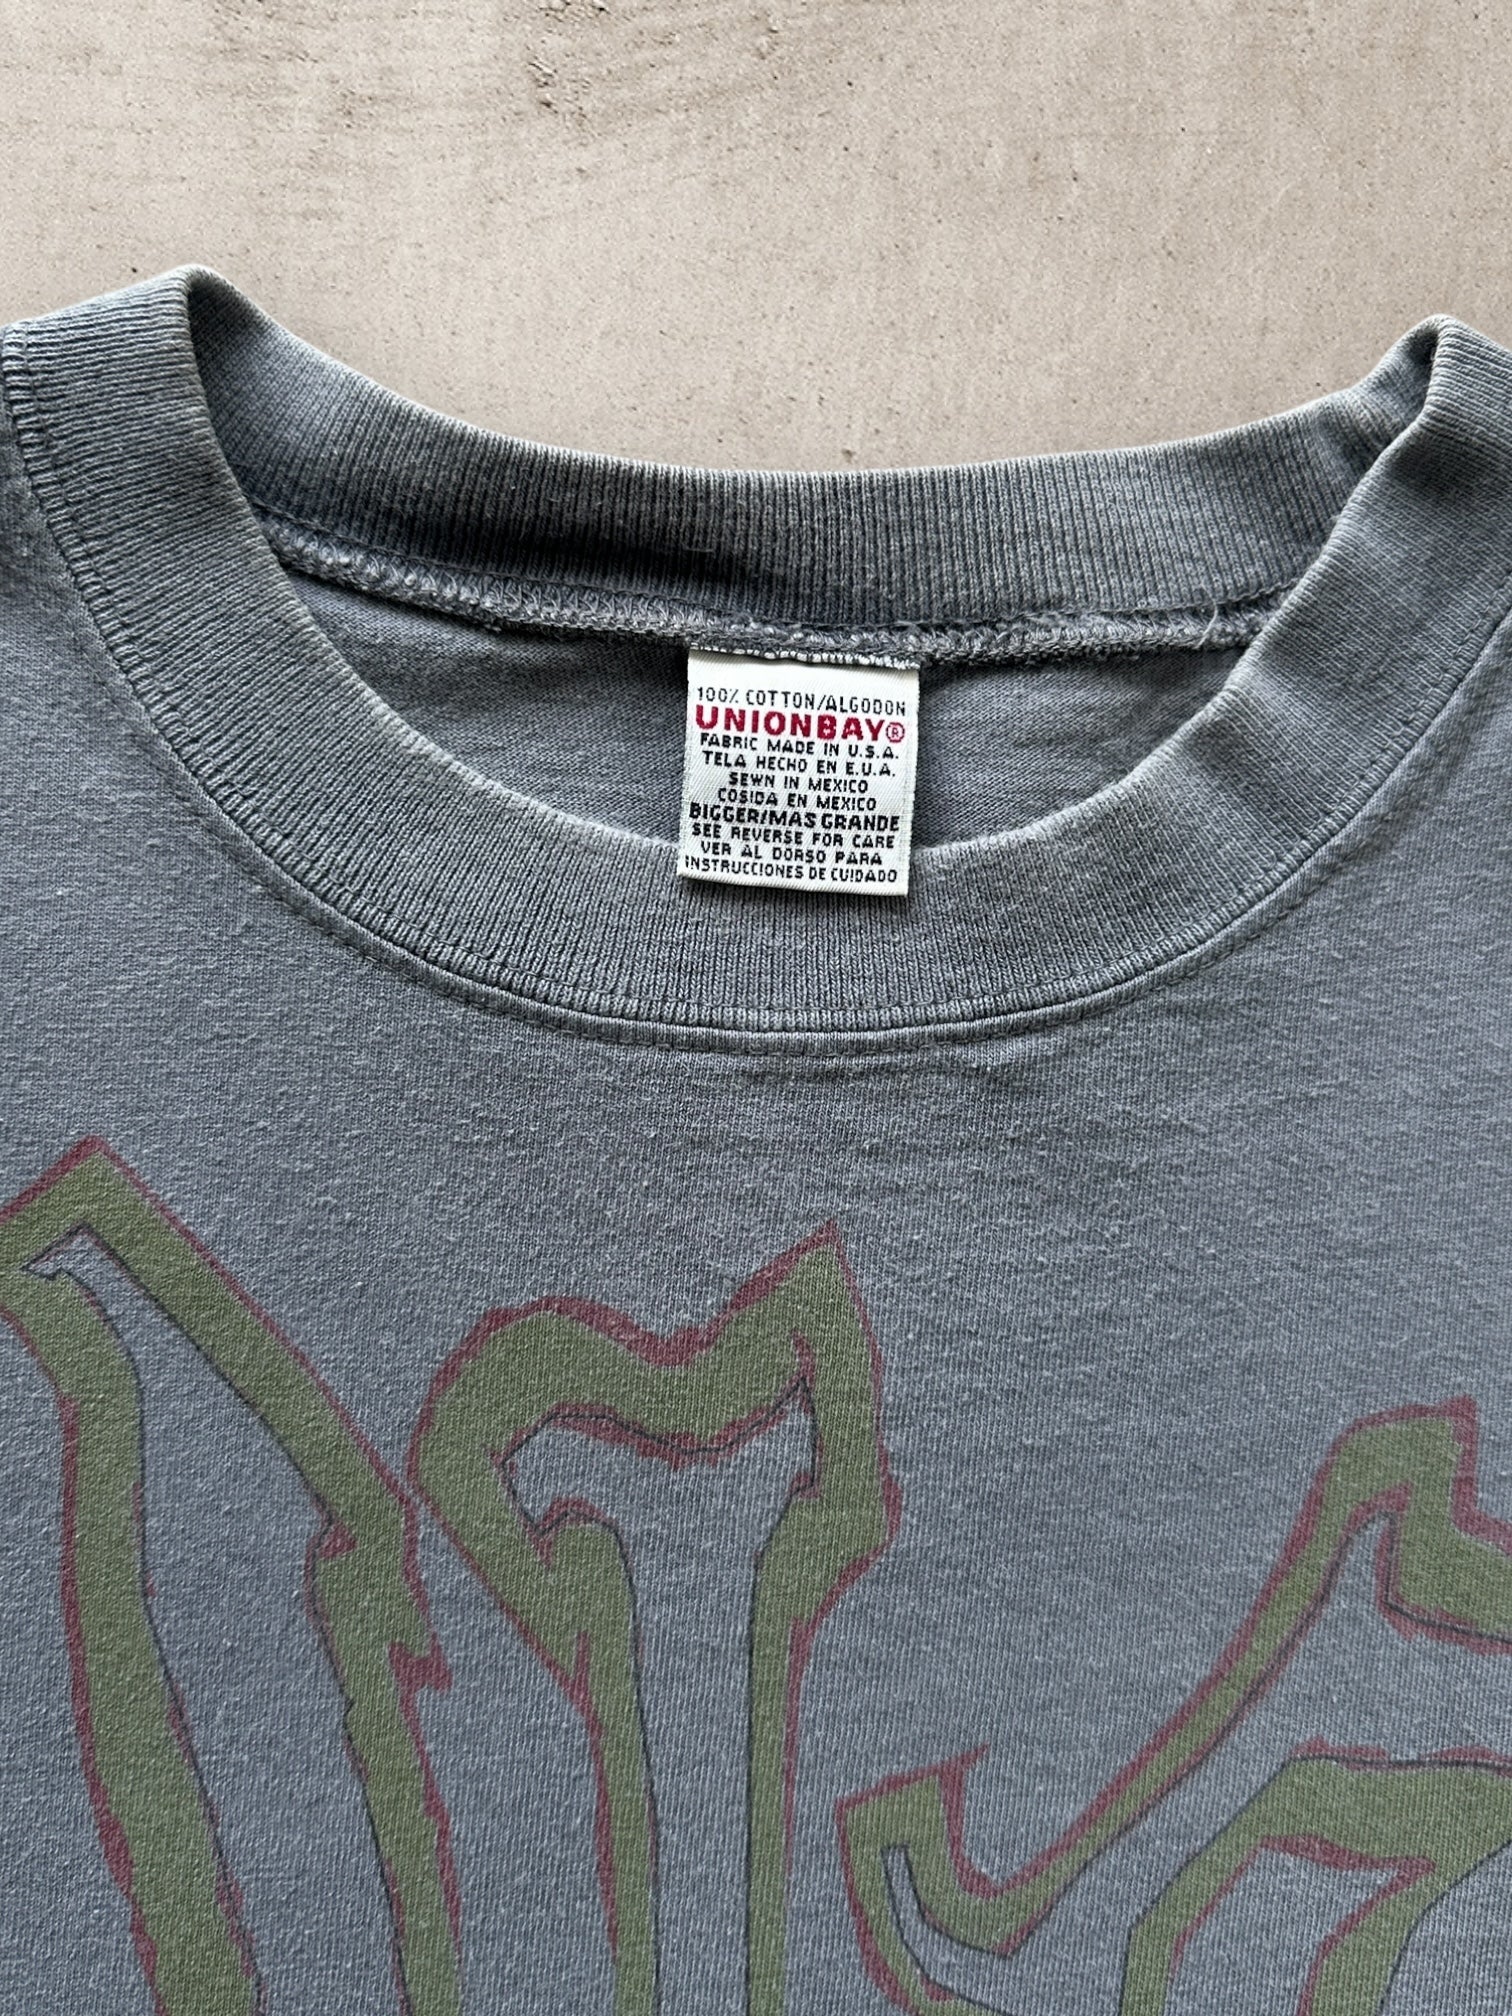 100% COTTON/ALGODON
UNIONBAY®
FABRIC MADE IN U.S.A.
TELA HECHO EN E.U.A.
SEWN IN MEXICO
COSIDA EN MEXICO
BIGGER/MAS GRANDE
SEE REVERSE FOR CARE
VER AL DORSO PARA
INSTRUCCIONES DE CUIDADO